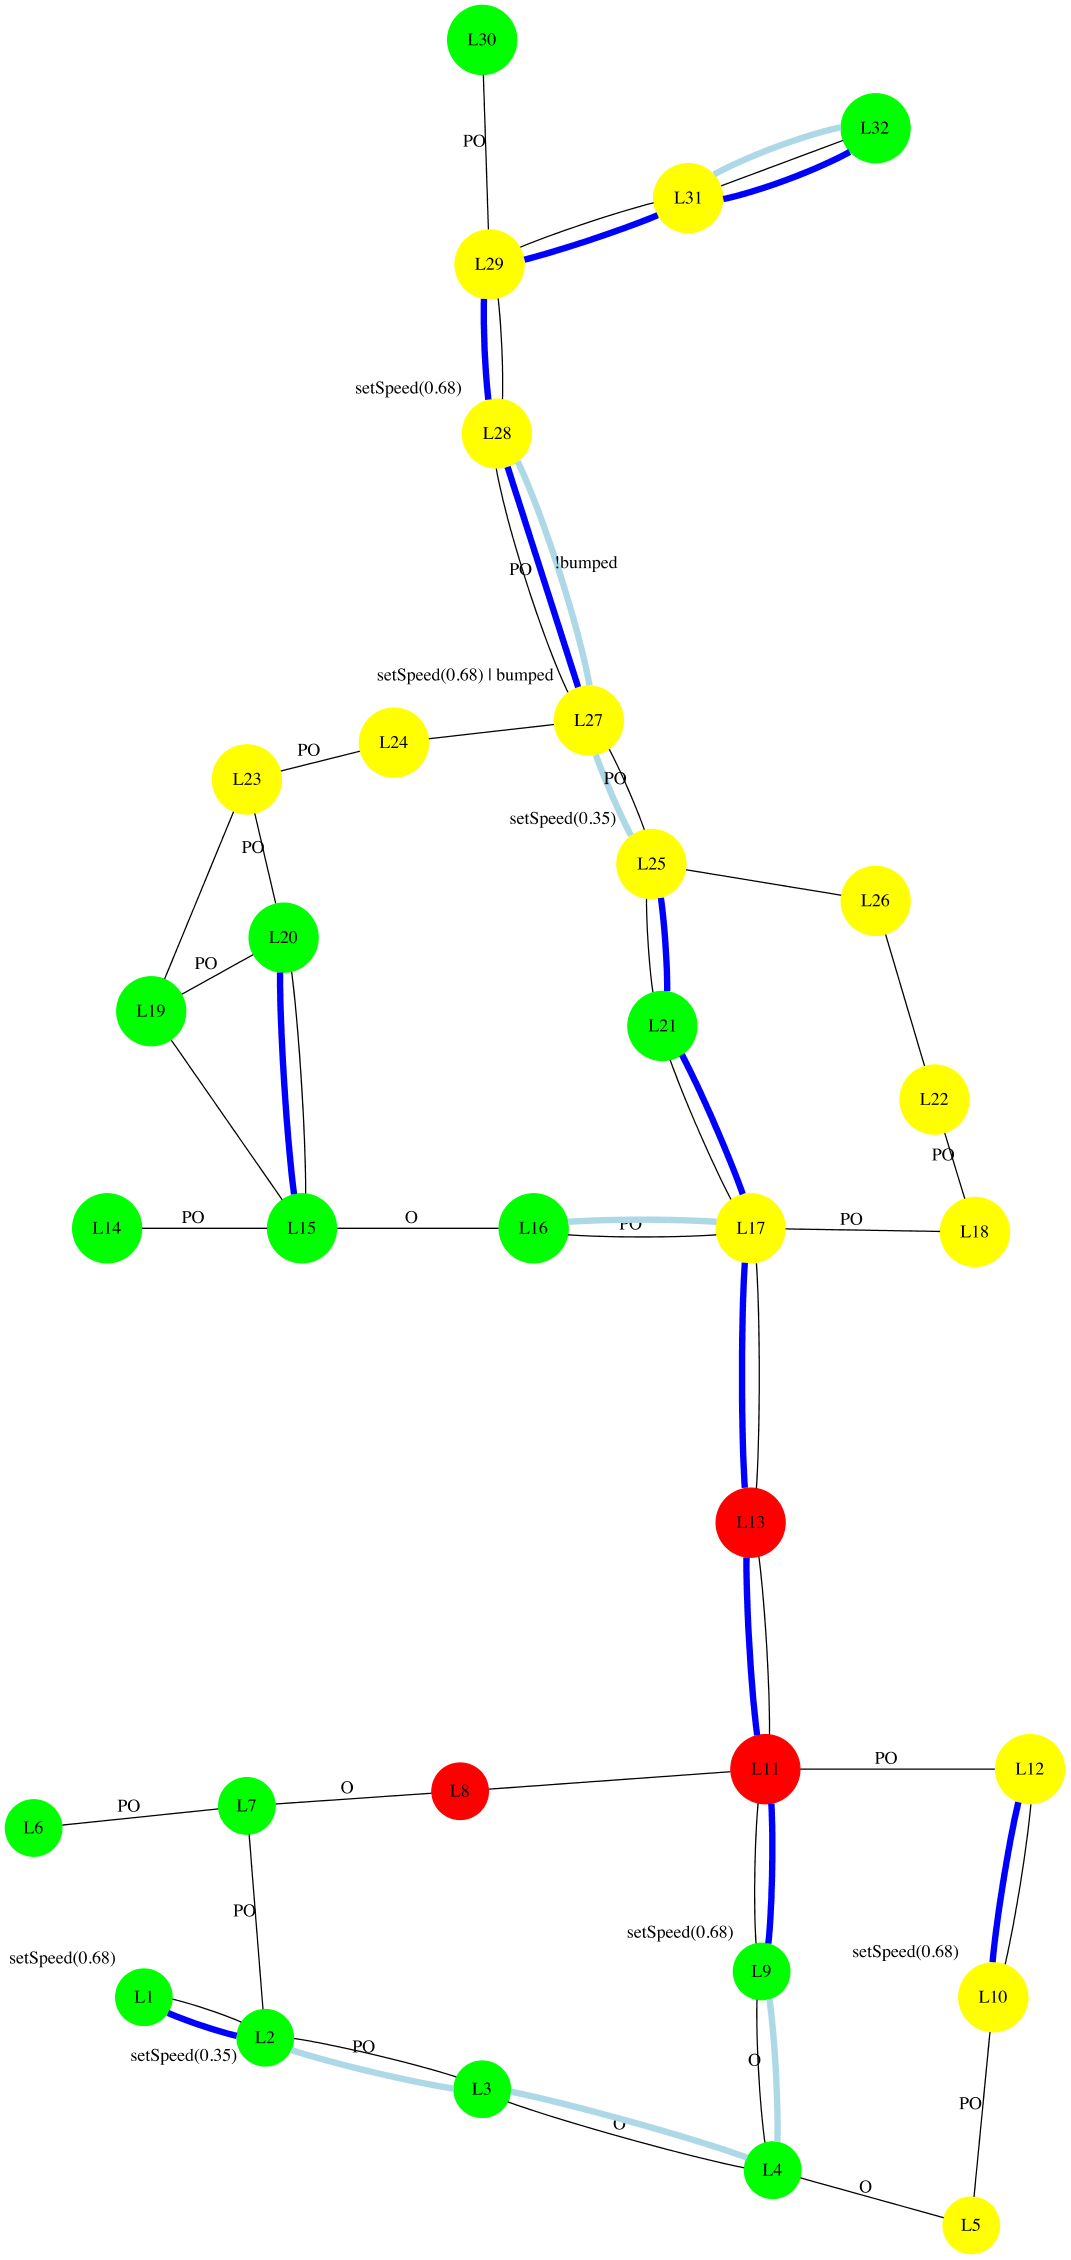 L30
L32
PO
L31
L29
setSpeed(0.68)
L28
!bumped
PO
setSpeed(0.68) | bumped
L27
L24
PO
L23
PO
setSpeed(0.35)
PO
L25
L26
L20
PO
L19
L21
L22
PO
L14
PO
L15
O
L16
PO
L17
PO
L18
L13
L11
PO
L12
L8
O
L7
PO
L6
PO
setSpeed(0.68)
setSpeed(0.68)
setSpeed(0.68)
L9
L1
L10
L2
setSpeed(0.35)
PO
O
L3
PO
O
L4
O
L5